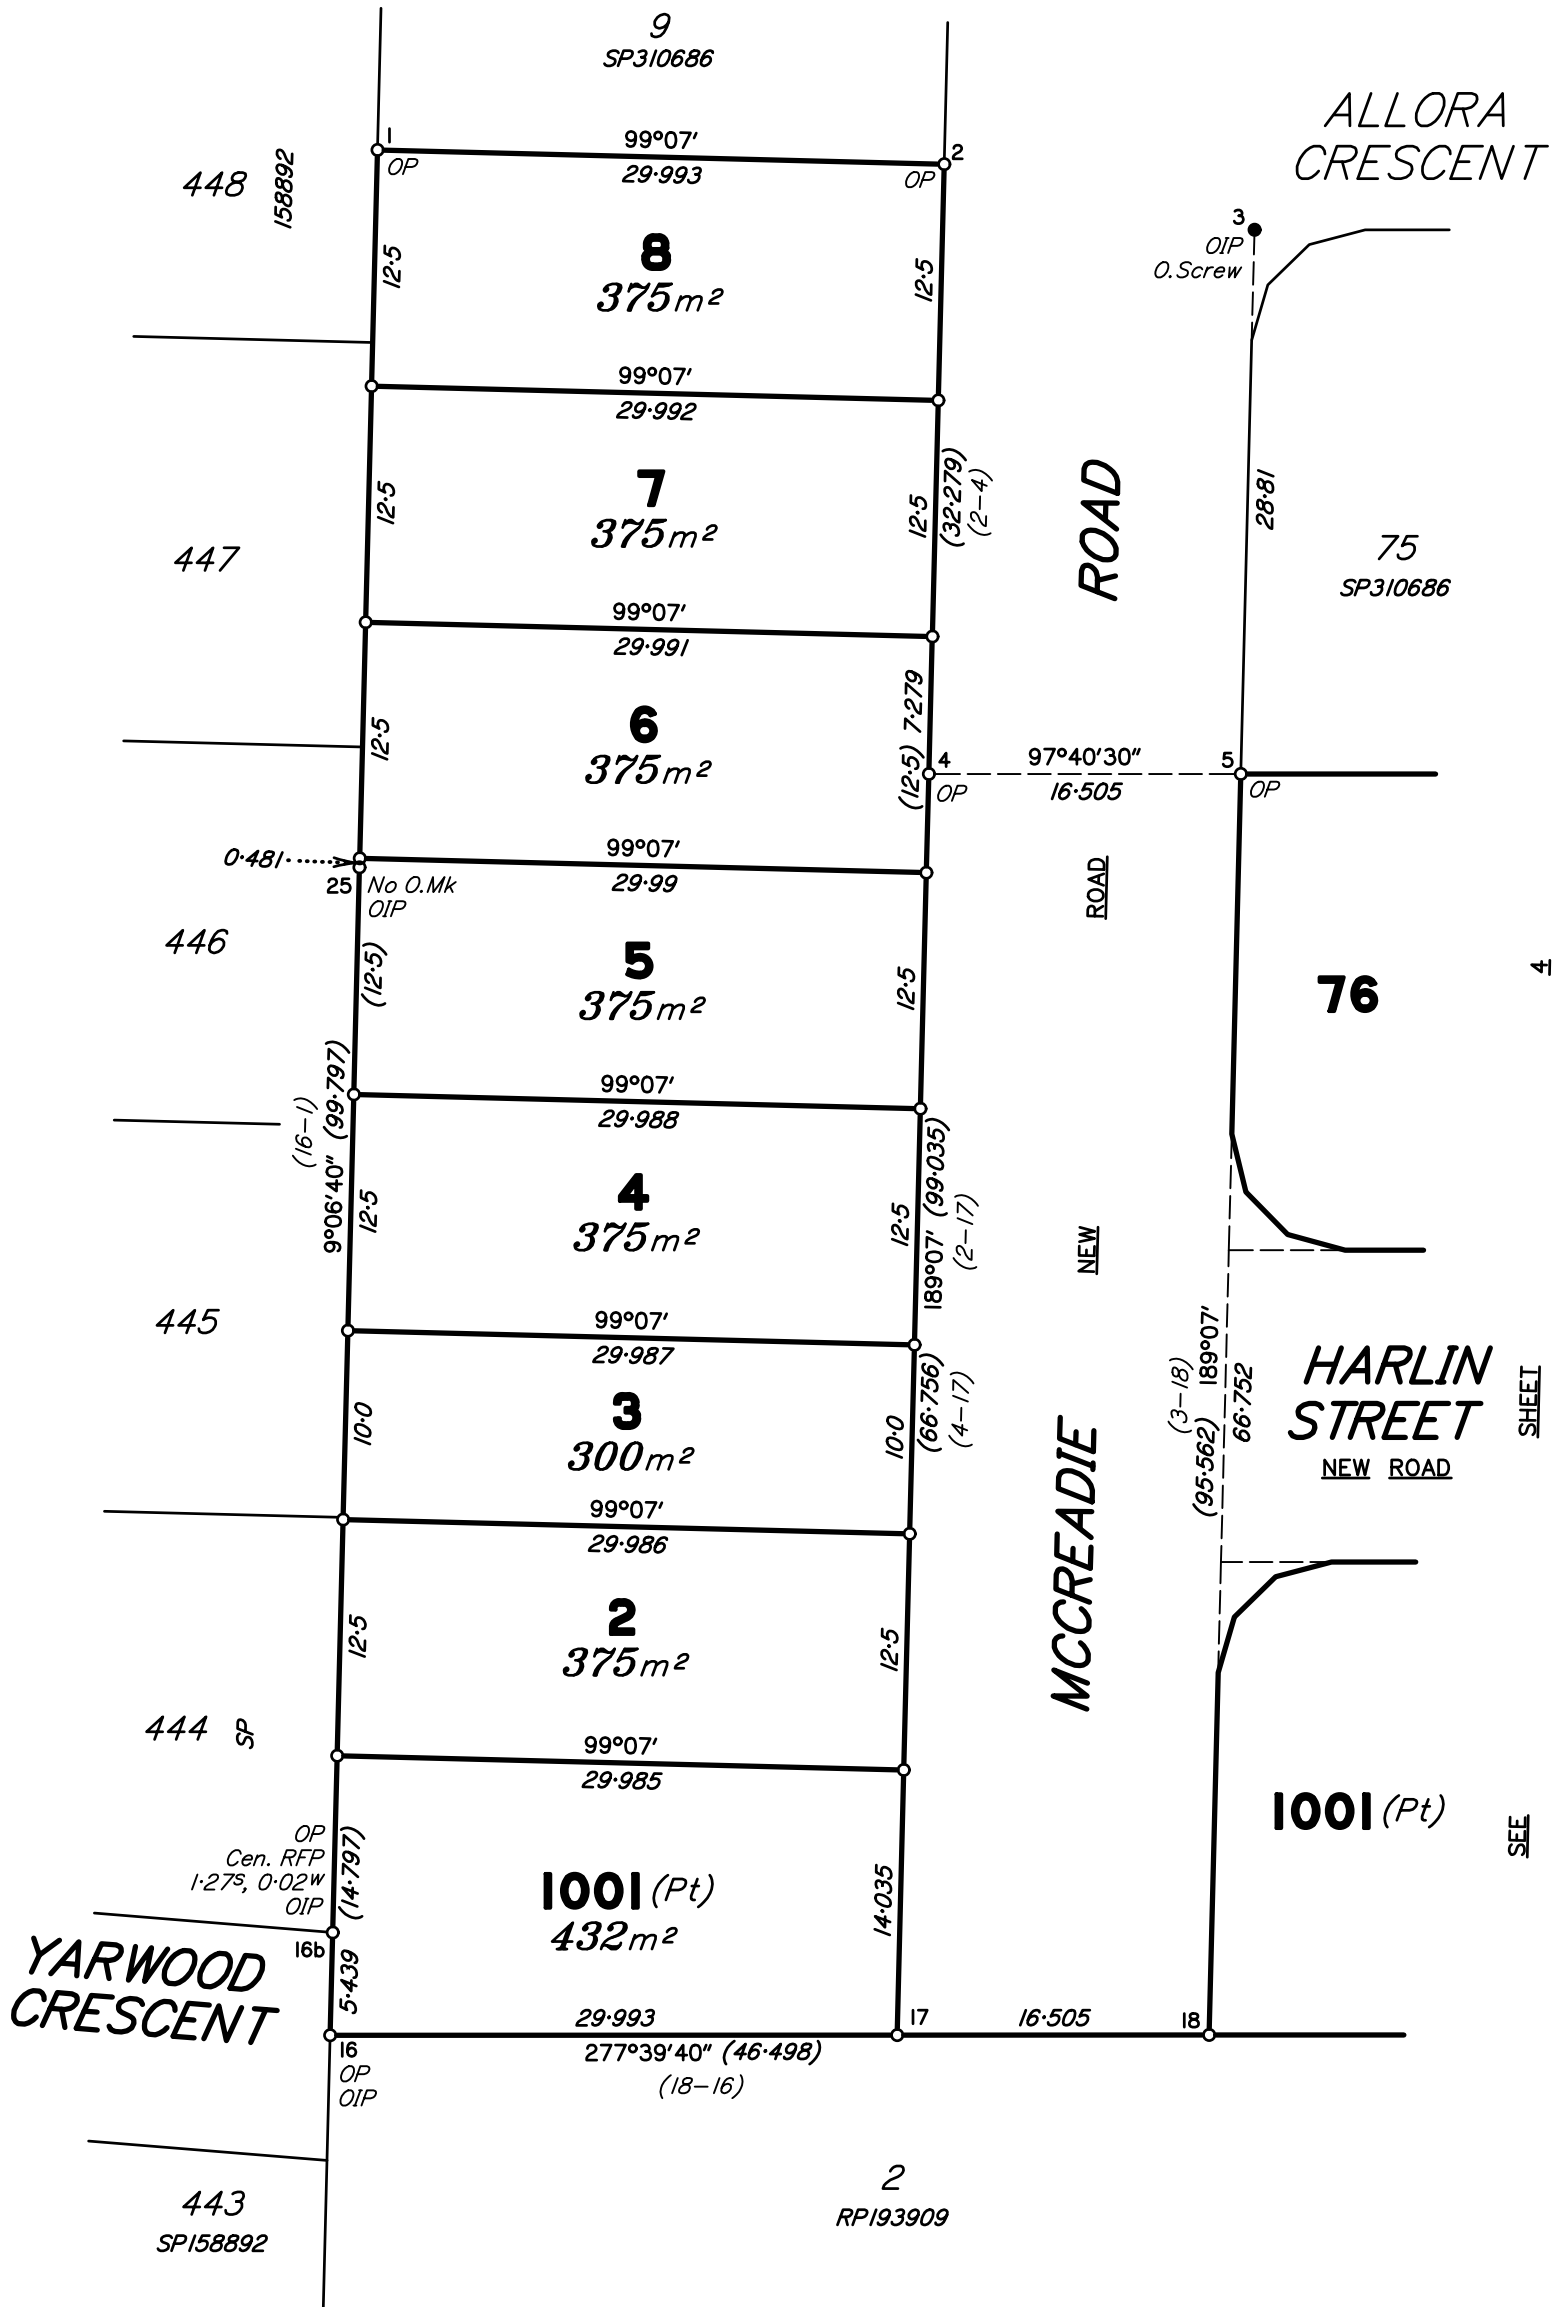 9
SP310686
ALLORA
CRESCENT
1
99°07′
2
OP
29·993
OP
448
158892
3
OIP
O.Screw
12·5
8
375m²
12·5
99°07′
29·992
12·5
7
375m²
12·5
(32·279)
(2–4)
ROAD
28·81
75
SP310686
447
99°07′
29·991
12·5
6
375m²
7·279
(12·5)
4
OP
97°40′30″
16·505
5
OP
99°07′
29·99
0·481
25
No O.Mk
OIP
446
(12·5)
5
375m²
12·5
ROAD
76
4
99°07′
29·988
(99·797)
(16–1)
9°06′40″
12·5
4
375m²
12·5
(99·035)
189°07′
(2–17)
NEW
445
99°07′
29·987
10·0
3
300m²
10·0
(66·756)
(4–17)
189°07′
(3–18)
(95·562)
66·752
HARLIN
STREET
NEW ROAD
SHEET
99°07′
29·986
12·5
2
375m²
12·5
MCCREADIE
444
SP
99°07′
29·985
OP
Cen. RFP
1·27S, 0·02W
OIP
(14·797)
1001(Pt)
432m²
14·035
1001(Pt)
SEE
YARWOOD
CRESCENT
16b
5·439
29·993
17
16·505
18
16
OP
OIP
277°39′40″ (46·498)
(18–16)
443
SP158892
2
RP193909